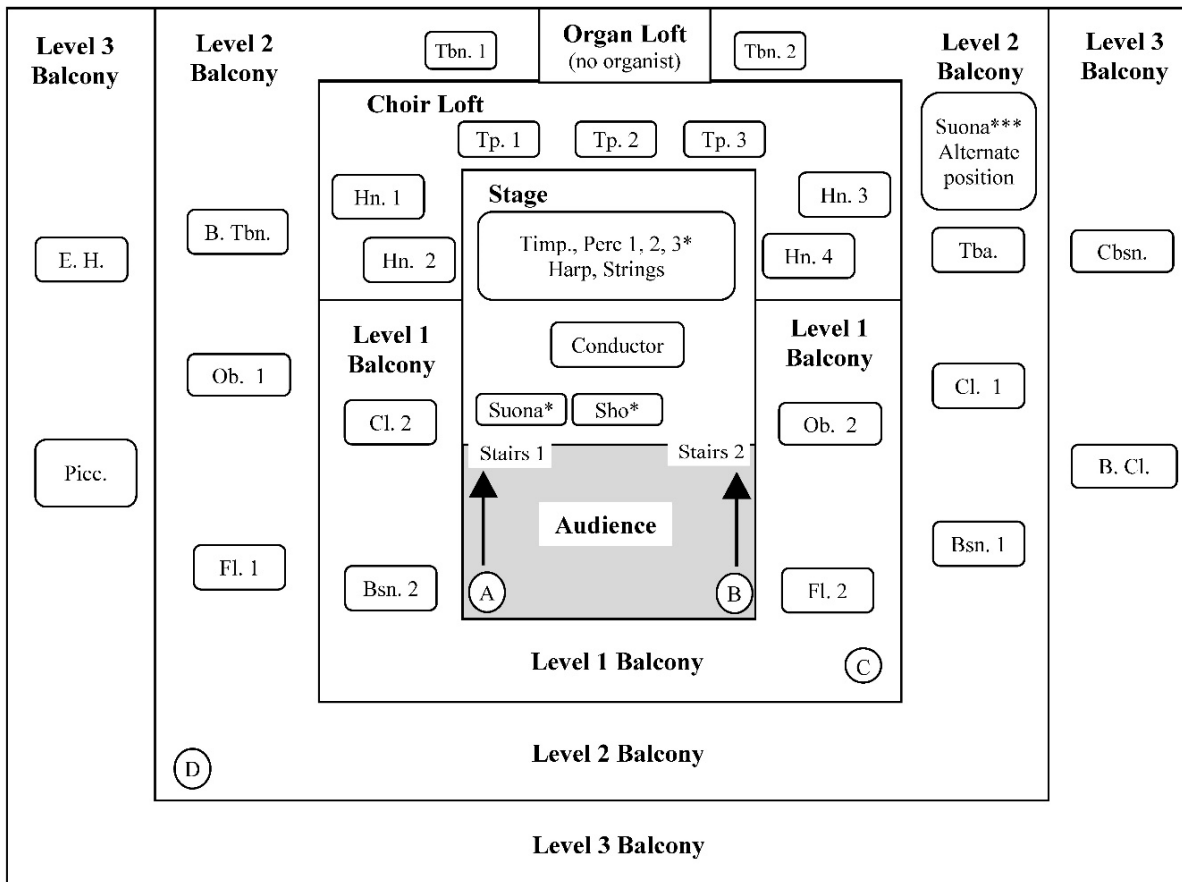 Level 3
Balcony
Level 2
Balcony
Tbn. 1
Organ Loft
(no organist)
Tbn. 2
Level 2
Balcony
Level 3
Balcony
Choir Loft
Suona***
Alternate
position
Tp. 1
Tp. 2
Tp. 3
Hn. 1
Stage
Hn. 3
B. Tbn.
Timp., Perc 1, 2, 3*
Harp, Strings
E. H.
Hn. 2
Hn. 4
Tba.
Cbsn.
Level 1
Balcony
Conductor
Level 1
Balcony
Ob. 1
Cl. 1
Cl. 2
Suona*
Sho*
Ob. 2
Stairs 1
Stairs 2
Picc.
B. Cl.
Audience
Fl. 1
Bsn. 1
Bsn. 2
A
B
Fl. 2
Level 1 Balcony
C
Level 2 Balcony
D
Level 3 Balcony